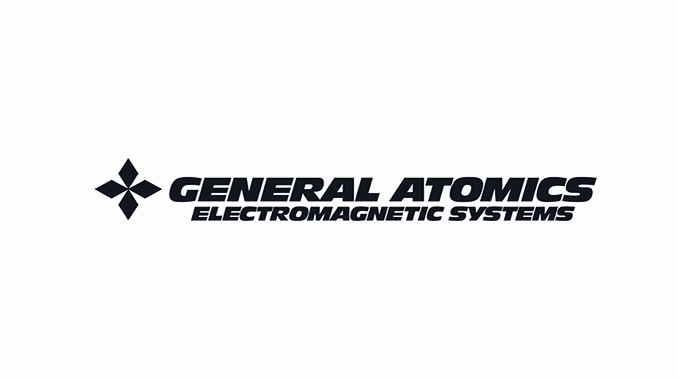 GENERAL ATOMICS
ELECTROMAGNETIC SYSTEMS